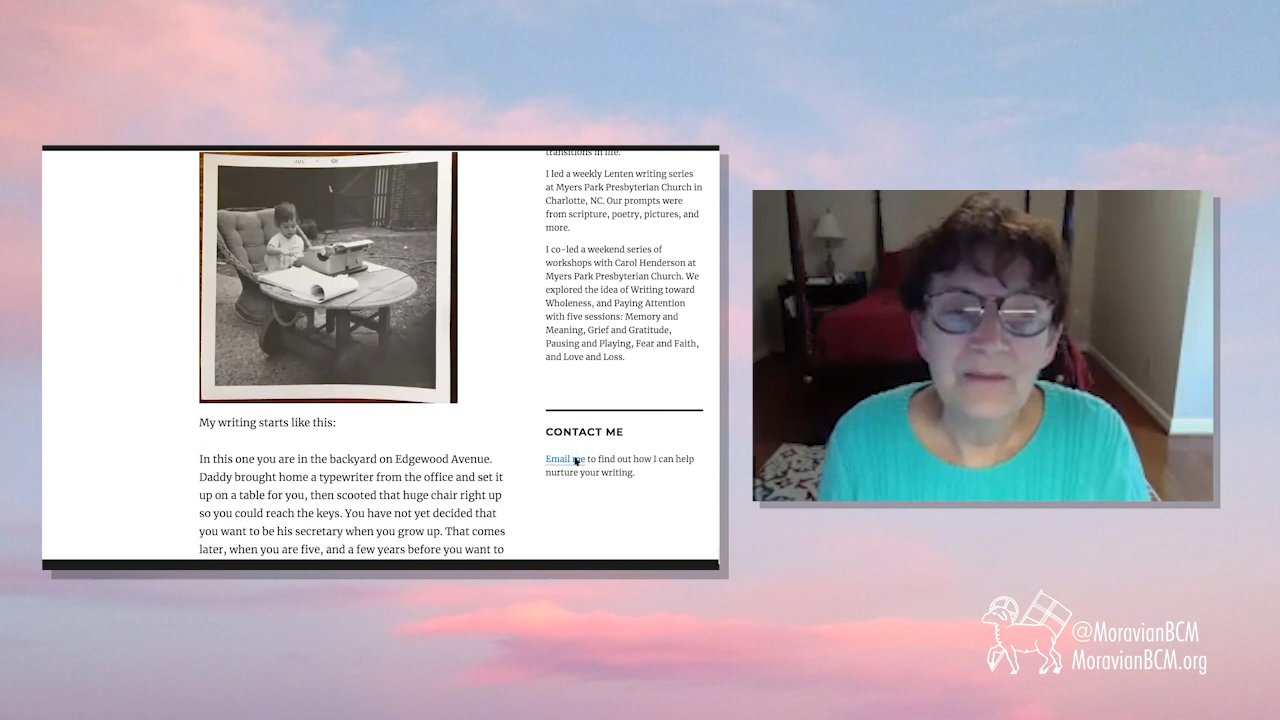 JUL
My writing starts like this:
In this one you are in the backyard on Edgewood Avenue.
Daddy brought home a typewriter from the office and set it
up on a table for you, then scooted that huge chair right up
so you could reach the keys. You have not yet decided that
you want to be his secretary when you grow up. That comes
later, when you are five, and a few years before you want to
transitions in life.
I led a weekly Lenten writing series
at Myers Park Presbyterian Church in
Charlotte, NC. Our prompts were
from scripture, poetry, pictures, and
more.
I co-led a weekend series of
workshops with Carol Henderson at
Myers Park Presbyterian Church. We
explored the idea of Writing toward
Wholeness, and Paying Attention
with five sessions: Memory and
Meaning, Grief and Gratitude,
Pausing and Playing, Fear and Faith,
and Love and Loss.
CONTACT ME
Email me to find out how I can help
nurture your writing.
@MoravianBCM
MoravianBCM.org